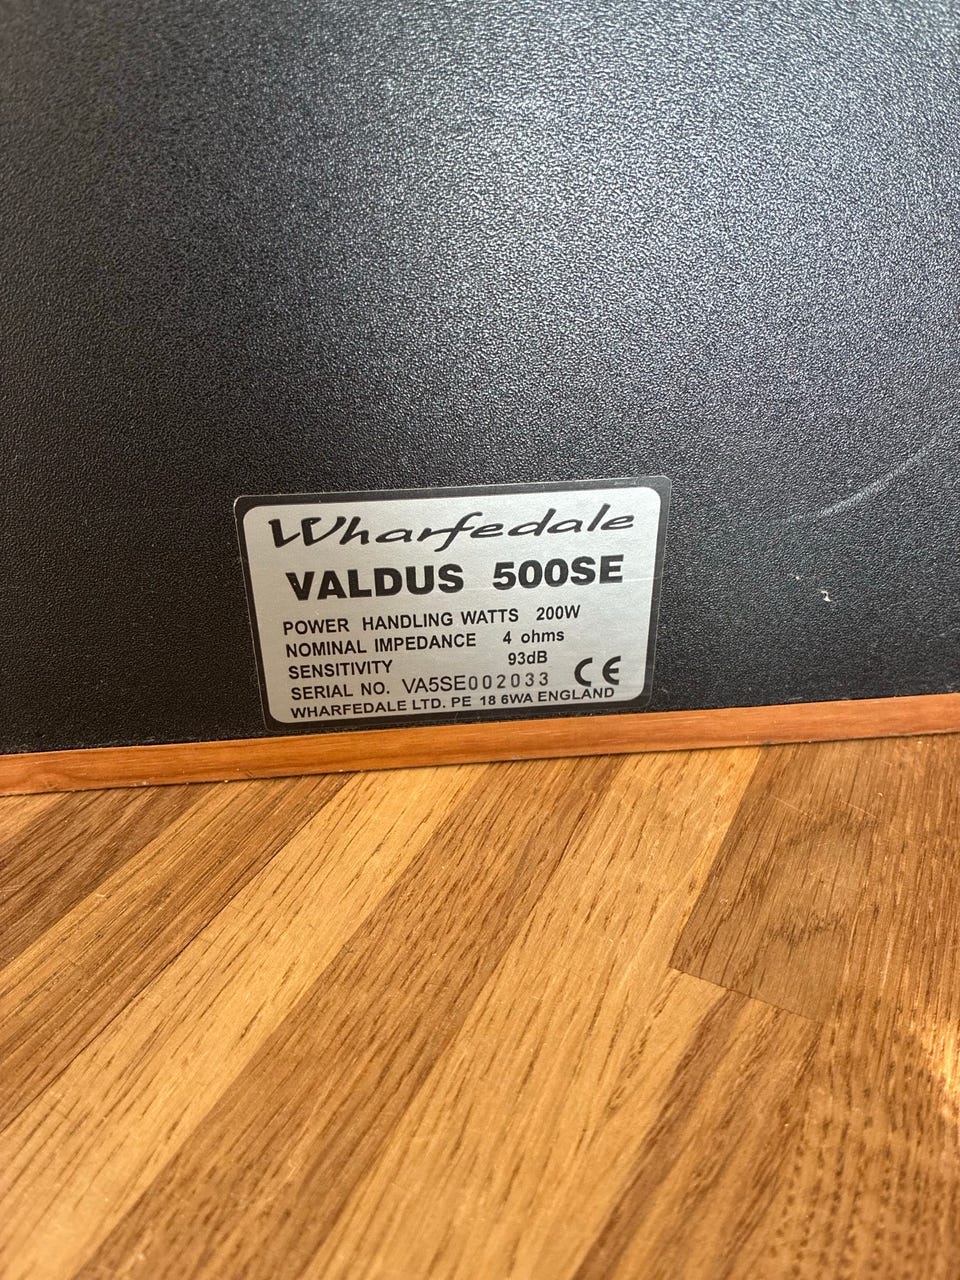 Wharfedale
VALDUS 500SE
POWER HANDLING WATTS 200W
NOMINAL IMPEDANCE 4 ohms
SENSITIVITY 93dB
SERIAL NO. VA5SE002033 CE
WHARFEDALE LTD. PE 18 6WA ENGLAND